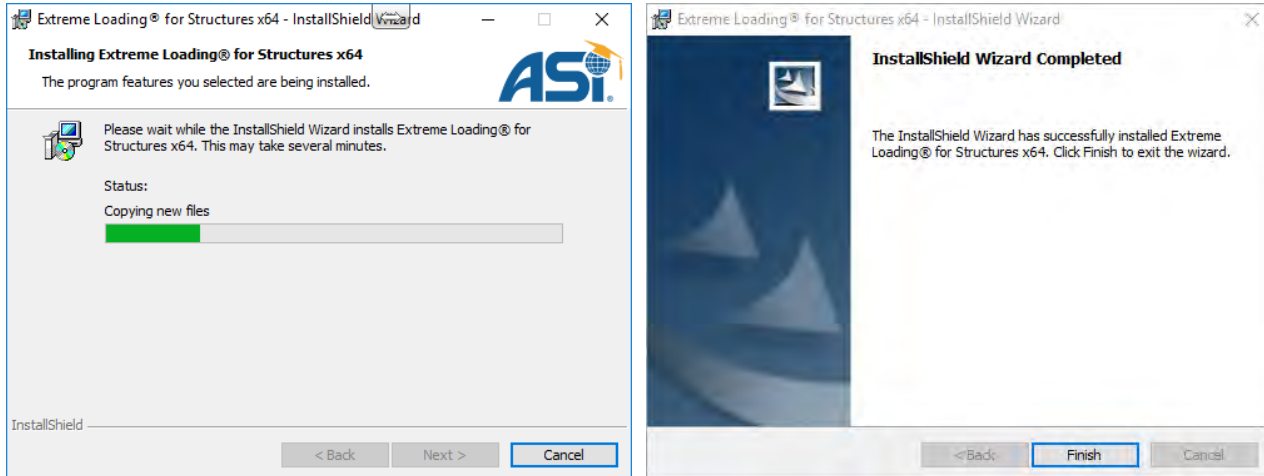 Extreme Loading® for Structures x64 - InstallShield Wizard
Installing Extreme Loading® for Structures x64
The program features you selected are being installed.
ASi
Please wait while the InstallShield Wizard installs Extreme Loading® for
Structures x64. This may take several minutes.
Status:
Copying new files
InstallShield
< Back Next > Cancel
Extreme Loading® for Structures x64 - InstallShield Wizard
InstallShield Wizard Completed
The InstallShield Wizard has successfully installed Extreme
Loading® for Structures x64. Click Finish to exit the wizard.
< Back Finish Cancel